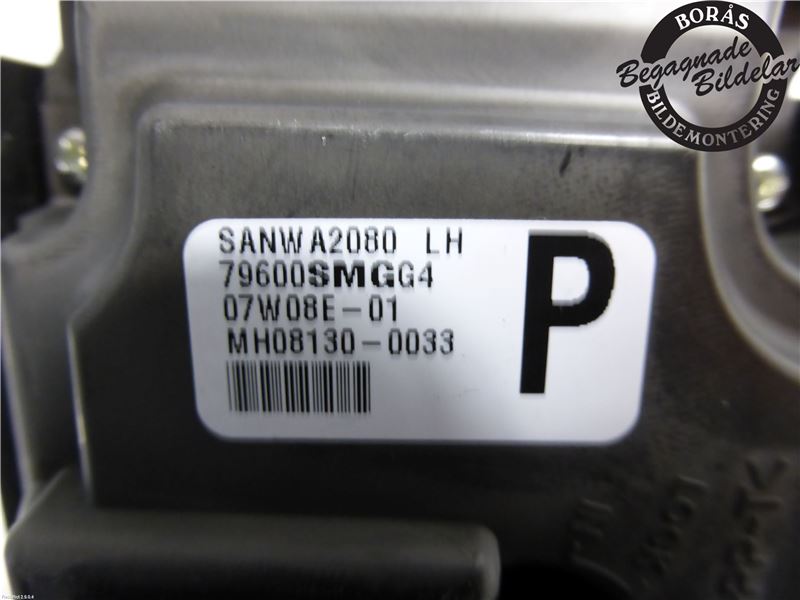 BORÅS
Begagnade
Bildelar
BILDEMONTERING
SANWA2080 LH
79600SMGG4
07W08E-01
MH08130-0033
P